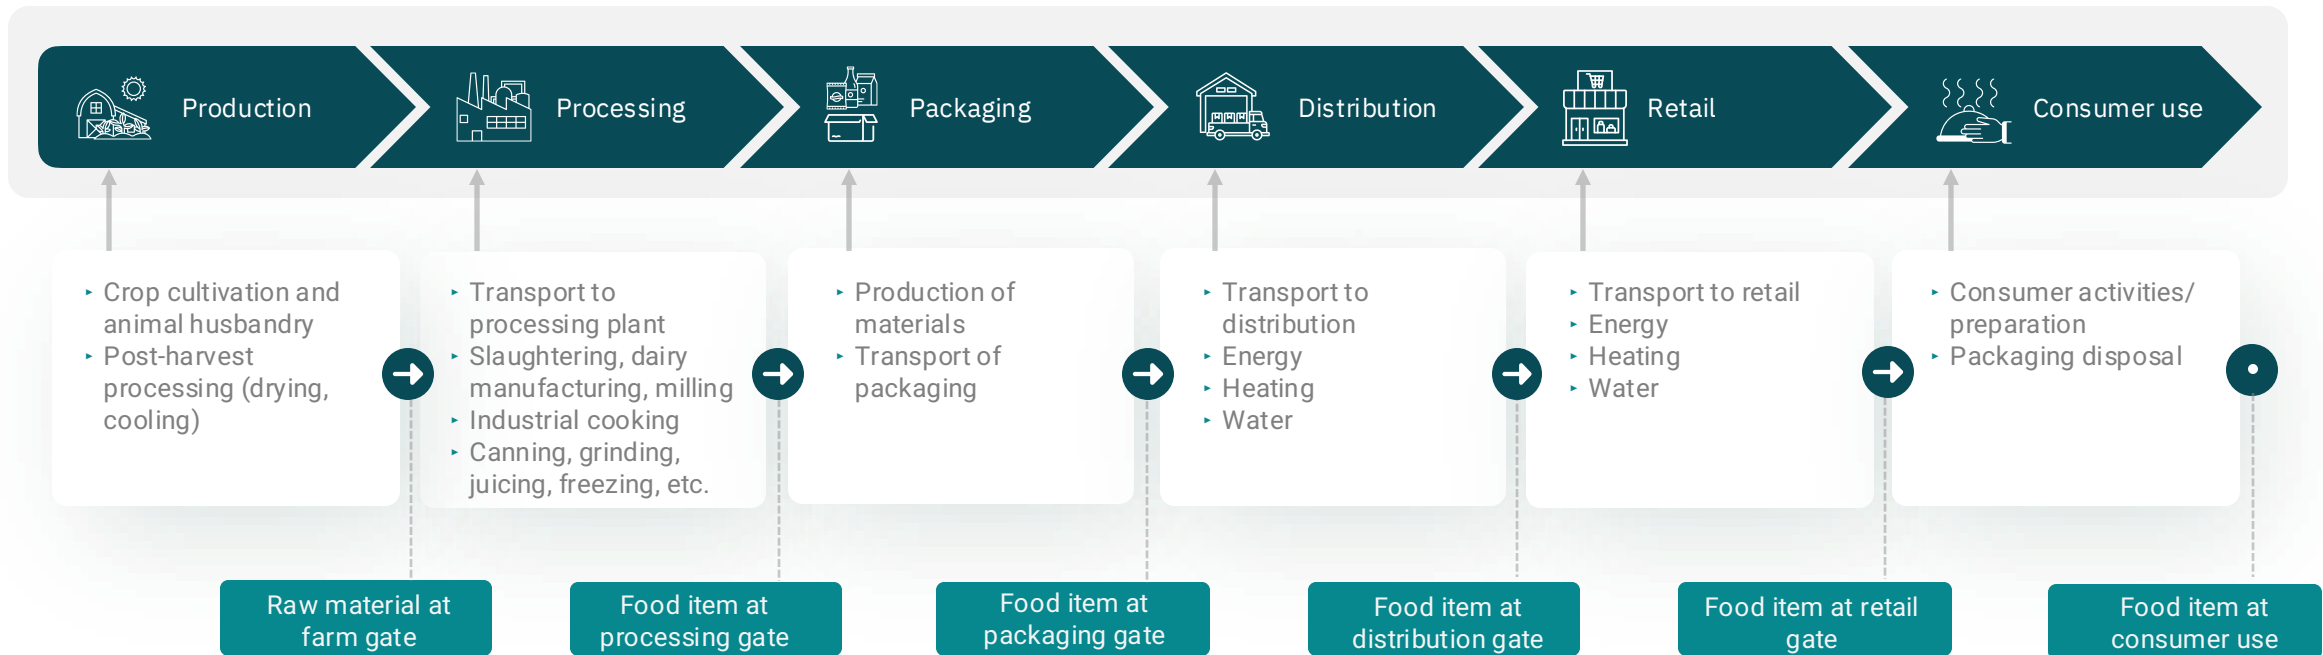 Production
Processing
Packaging
Distribution
Retail
Consumer use
‣ Crop cultivation and
animal husbandry
‣ Post-harvest
processing (drying,
cooling)
‣ Transport to
processing plant
‣ Slaughtering, dairy
manufacturing, milling
‣ Industrial cooking
‣ Canning, grinding,
juicing, freezing, etc.
‣ Production of
materials
‣ Transport of
packaging
‣ Transport to
distribution
‣ Energy
‣ Heating
‣ Water
‣ Transport to retail
‣ Energy
‣ Heating
‣ Water
‣ Consumer activities/
preparation
‣ Packaging disposal
Raw material at
farm gate
Food item at
processing gate
Food item at
packaging gate
Food item at
distribution gate
Food item at retail
gate
Food item at
consumer use